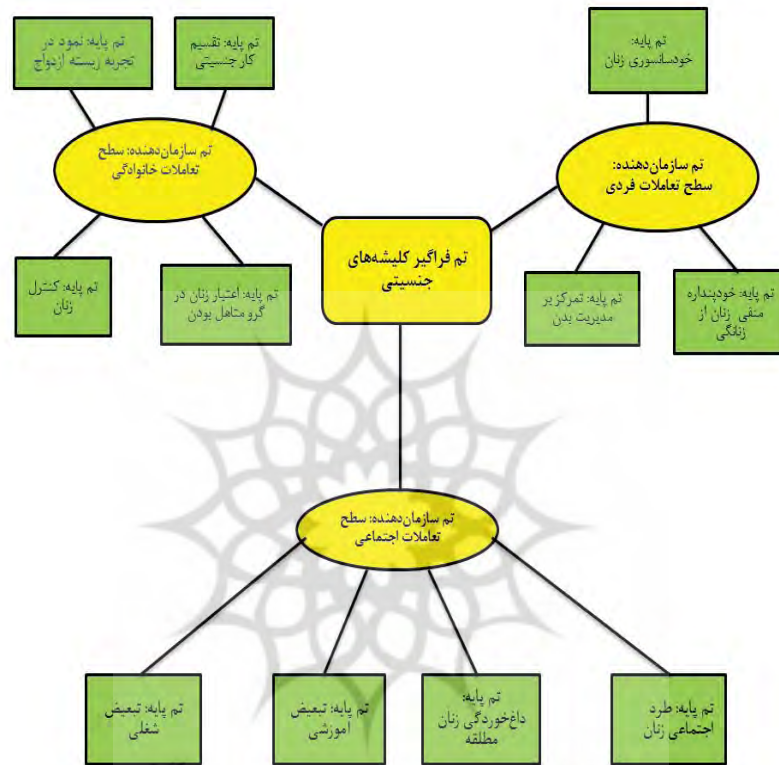 تم پایه:
خودسانسوری زنان
تم پایه: تقسیم
کار جنسیتی
تم پایه: نمود در
تجربه زیسته ازدواج
تم سازمان‌دهنده:
سطح تعاملات فردی
تم سازمان‌دهنده: سطح
تعاملات خانوادگی
تم فراگیر کلیشه‌های
جنسیتی
تم پایه: خودپنداره
منفی زنان از
زنانگی
تم پایه: تمرکز بر
مدیریت بدن
تم پایه: اعتبار زنان در
گرو متاهل بودن
تم پایه: کنترل
زنان
تم سازمان‌دهنده: سطح
تعاملات اجتماعی
تم پایه: طرد
اجتماعی زنان
تم پایه:
داغ‌خوردگی زنان
مطلقه
تم پایه: تبعیض
آموزشی
تم پایه: تبعیض
شغلی